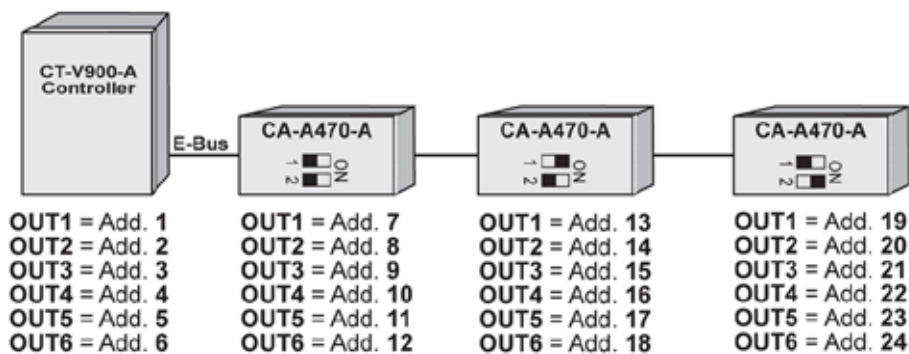 CT-V900-A
Controller
E-Bus
CA-A470-A
1
2
ON
CA-A470-A
1
2
ON
CA-A470-A
1
2
ON
OUT1 = Add. 1
OUT2 = Add. 2
OUT3 = Add. 3
OUT4 = Add. 4
OUT5 = Add. 5
OUT6 = Add. 6
OUT1 = Add. 7
OUT2 = Add. 8
OUT3 = Add. 9
OUT4 = Add. 10
OUT5 = Add. 11
OUT6 = Add. 12
OUT1 = Add. 13
OUT2 = Add. 14
OUT3 = Add. 15
OUT4 = Add. 16
OUT5 = Add. 17
OUT6 = Add. 18
OUT1 = Add. 19
OUT2 = Add. 20
OUT3 = Add. 21
OUT4 = Add. 22
OUT5 = Add. 23
OUT6 = Add. 24